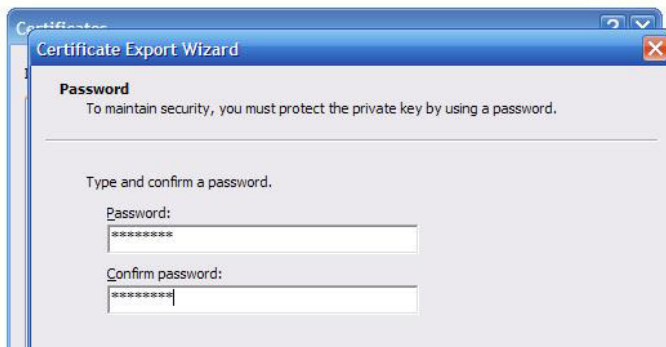 Certificates
Certificate Export Wizard
Password
To maintain security, you must protect the private key by using a password.
Type and confirm a password.
Password:
********
Confirm password:
********